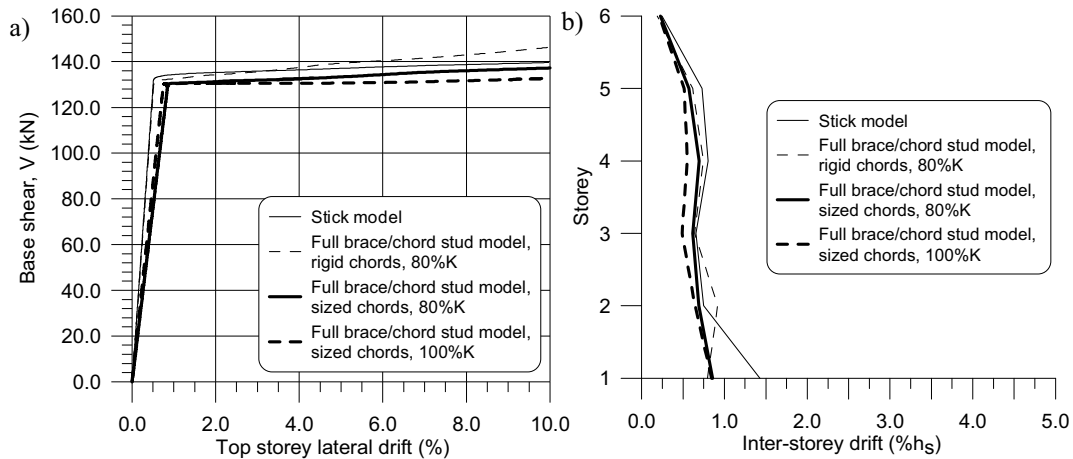 a)
160.0
140.0
120.0
100.0
80.0
60.0
40.0
20.0
0.0
Base shear, V (kN)
Stick model
Full brace/chord stud model,
rigid chords, 80%K
Full brace/chord stud model,
sized chords, 80%K
Full brace/chord stud model,
sized chords, 100%K
0.0 2.0 4.0 6.0 8.0 10.0
Top storey lateral drift (%)
b)
6
5
4
3
2
1
Storey
Stick model
Full brace/chord stud model,
rigid chords, 80%K
Full brace/chord stud model,
sized chords, 80%K
Full brace/chord stud model,
sized chords, 100%K
0.0 1.0 2.0 3.0 4.0 5.0
Inter-storey drift (%hs)